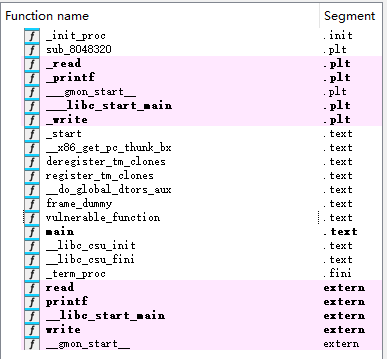 Function name Segment
f _init_proc .init
f sub_8048320 .plt
f _read .plt
f _printf .plt
f ___gmon_start__ .plt
f ___libc_start_main .plt
f _write .plt
f _start .text
f __x86_get_pc_thunk_bx .text
f deregister_tm_clones .text
f register_tm_clones .text
f __do_global_dtors_aux .text
f frame_dummy .text
f vulnerable_function .text
f main .text
f __libc_csu_init .text
f __libc_csu_fini .text
f _term_proc .fini
f read extern
f printf extern
f __libc_start_main extern
f write extern
f __gmon_start__ extern